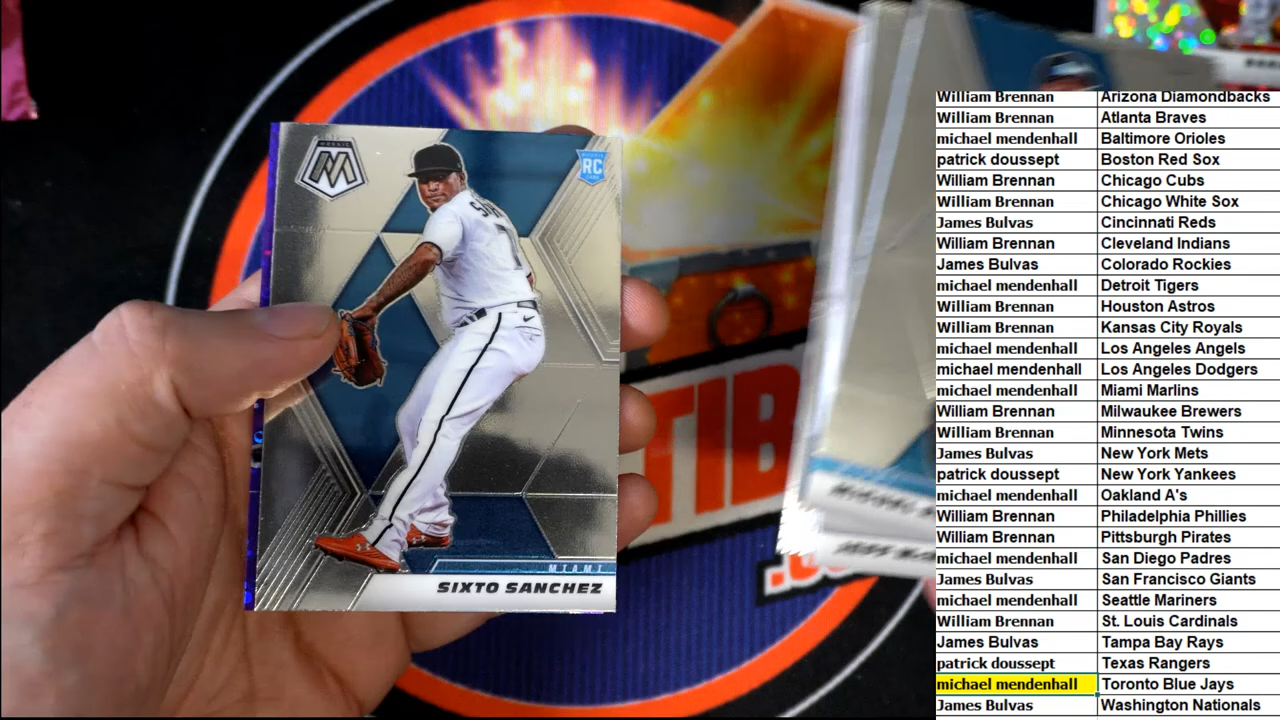 MOSAIC
M
ROOKIE
RC
CARD
MIAMI
SIXTO SANCHEZ
TIB
William Brennan Arizona Diamondbacks
William Brennan Atlanta Braves
michael mendenhall Baltimore Orioles
patrick doussept Boston Red Sox
William Brennan Chicago Cubs
William Brennan Chicago White Sox
James Bulvas Cincinnati Reds
William Brennan Cleveland Indians
James Bulvas Colorado Rockies
michael mendenhall Detroit Tigers
William Brennan Houston Astros
William Brennan Kansas City Royals
michael mendenhall Los Angeles Angels
michael mendenhall Los Angeles Dodgers
michael mendenhall Miami Marlins
William Brennan Milwaukee Brewers
William Brennan Minnesota Twins
James Bulvas New York Mets
patrick doussept New York Yankees
michael mendenhall Oakland A's
William Brennan Philadelphia Phillies
William Brennan Pittsburgh Pirates
michael mendenhall San Diego Padres
James Bulvas San Francisco Giants
michael mendenhall Seattle Mariners
William Brennan St. Louis Cardinals
James Bulvas Tampa Bay Rays
patrick doussept Texas Rangers
michael mendenhall Toronto Blue Jays
James Bulvas Washington Nationals